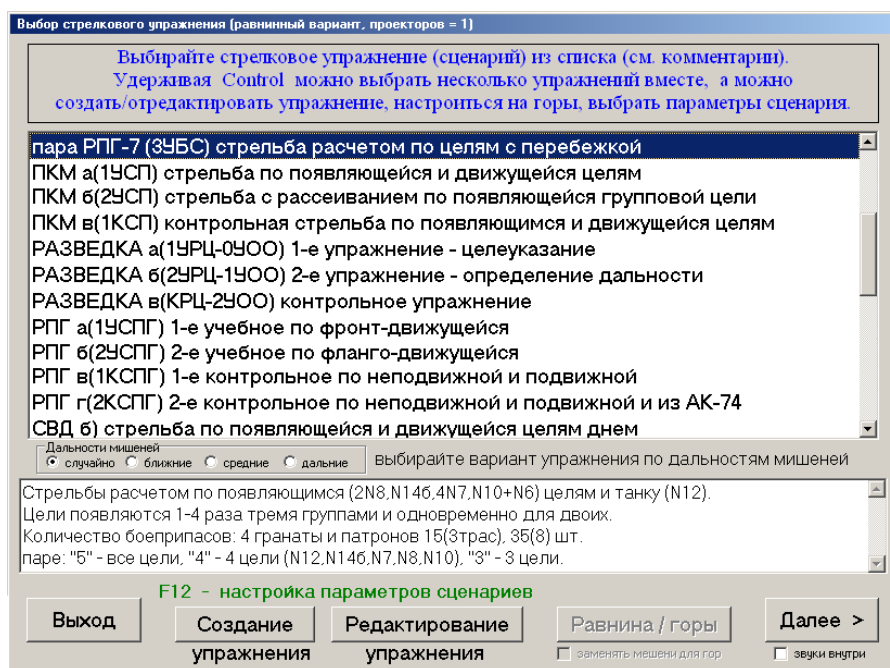 Выбор стрелкового упражнения (равнинный вариант, проекторов = 1)
Выбирайте стрелковое упражнение (сценарий) из списка (см. комментарии).
Удерживая Control можно выбрать несколько упражнений вместе, а можно
создать/отредактировать упражнение, настроиться на горы, выбрать параметры сценария.
пара РПГ-7 (3УБС) стрельба расчетом по целям с перебежкой
ПКМ а(1УСП) стрельба по появляющейся и движущейся целям
ПКМ б(2УСП) стрельба с рассеиванием по появляющейся групповой цели
ПКМ в(1КСП) контрольная стрельба по появляющимся и движущейся целям
РАЗВЕДКА а(1УРЦ-0УОО) 1-е упражнение - целеуказание
РАЗВЕДКА б(2УРЦ-1УОО) 2-е упражнение - определение дальности
РАЗВЕДКА в(КРЦ-2УОО) контрольное упражнение
РПГ а(1УСПГ) 1-е учебное по фронт-движущейся
РПГ б(2УСПГ) 2-е учебное по фланго-движущейся
РПГ в(1КСПГ) 1-е контрольное по неподвижной и подвижной
РПГ г(2КСПГ) 2-е контрольное по неподвижной и подвижной и из АК-74
СВД б) стрельба по появляющейся и движущейся целям днем
Дальности мишеней
случайно ближние средние дальние выбирайте вариант упражнения по дальностям мишеней
Стрельбы расчетом по появляющимся (2N8,N14б,4N7,N10+N6) целям и танку (N12).
Цели появляются 1-4 раза тремя группами и одновременно для двоих.
Количество боеприпасов: 4 гранаты и патронов 15(3трас), 35(8) шт.
паре: "5" - все цели, "4" - 4 цели (N12,N14б,N7,N8,N10), "3" - 3 цели.
F12 - настройка параметров сценариев
Выход Создание Редактирование Равнина / горы Далее >
упражнения упражнения заменять мешени для гор звуки внутри